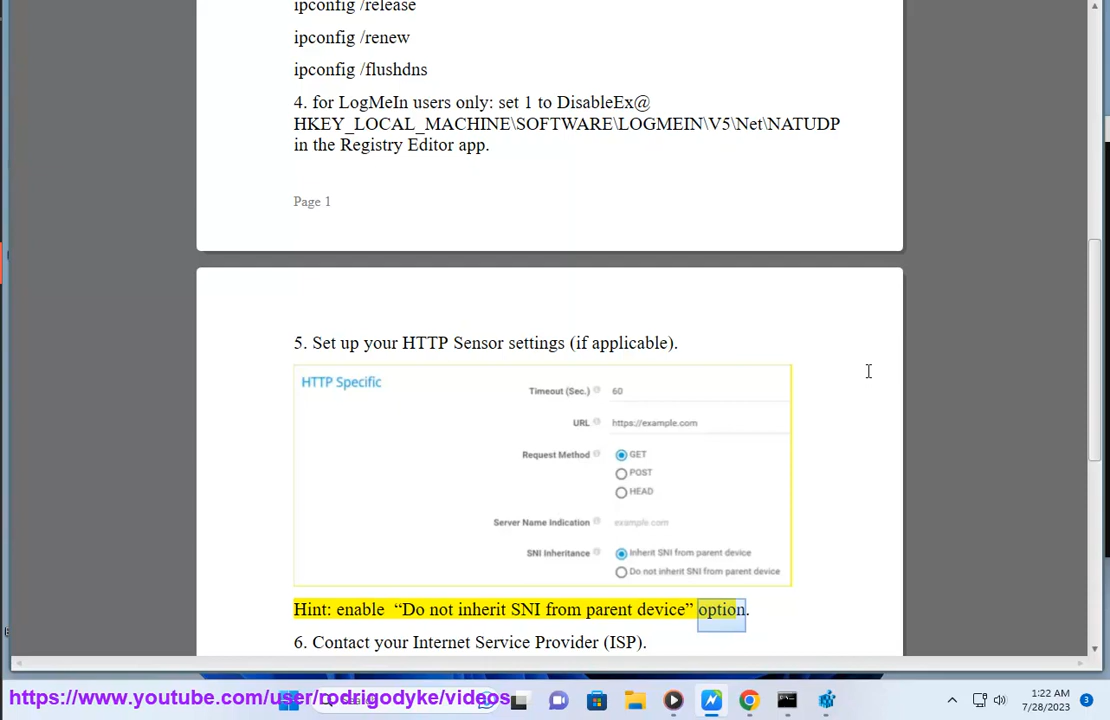 ipconfig /release
ipconfig /renew
ipconfig /flushdns
4. for LogMeIn users only: set 1 to DisableEx@
HKEY_LOCAL_MACHINE\SOFTWARE\LOGMEIN\V5\Net\NATUDP
in the Registry Editor app.
Page 1
5. Set up your HTTP Sensor settings (if applicable).
HTTP Specific
Timeout (Sec.) 60
URL https://example.com
Request Method GET
POST
HEAD
Server Name Indication example.com
SNI Inheritance Inherit SNI from parent device
Do not inherit SNI from parent device
Hint: enable “Do not inherit SNI from parent device” option.
6. Contact your Internet Service Provider (ISP).
https://www.youtube.com/user/rodrigodyke/videos
1:22 AM
7/28/2023
3